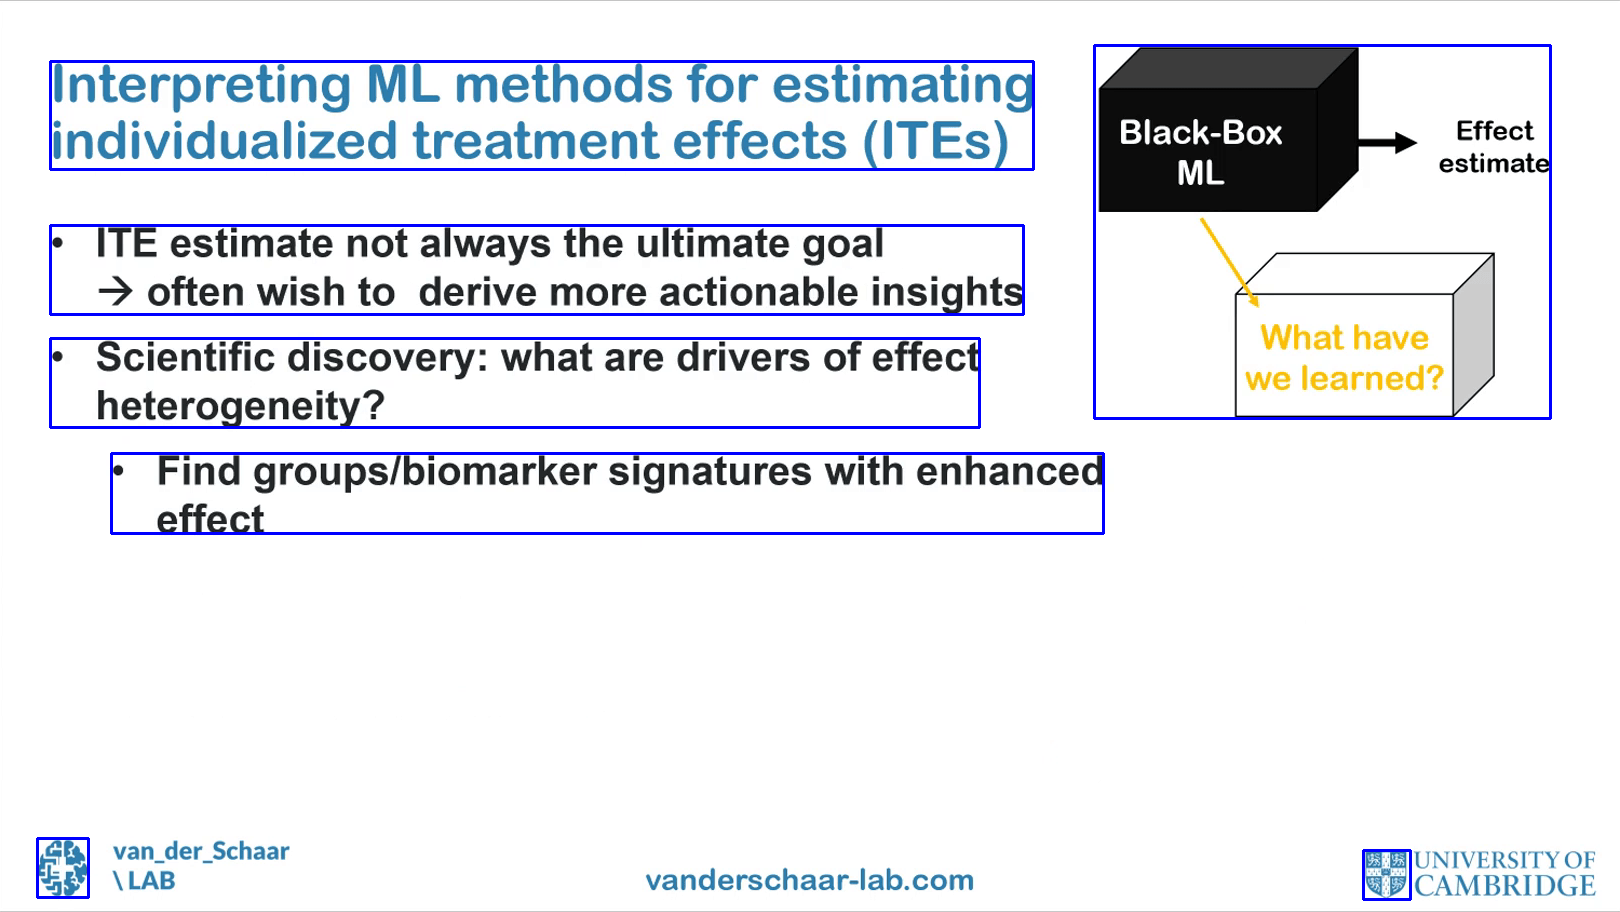 Interpreting ML methods for estimating
individualized treatment effects (ITEs)
• ITE estimate not always the ultimate goal
→ often wish to  derive more actionable insights
• Scientific discovery: what are drivers of effect
heterogeneity?
• Find groups/biomarker signatures with enhanced
effect
Black-Box
ML
Effect
estimate
What have
we learned?
van_der_Schaar
\ LAB
vanderschaar-lab.com
UNIVERSITY OF
CAMBRIDGE